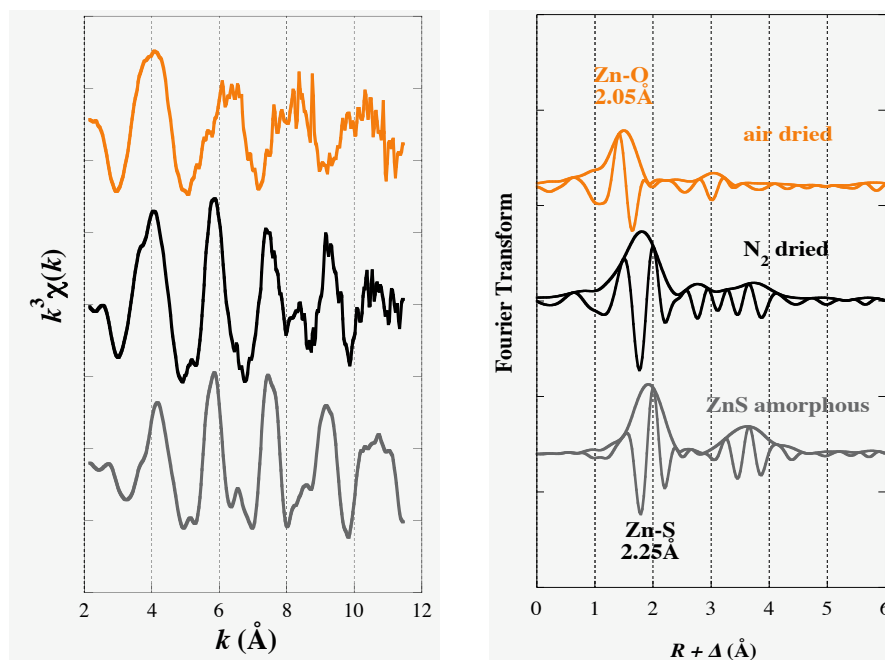 k³χ(k)
2
4
6
8
10
12
k (Å)
Fourier Transform
Zn-O
2.05Å
air dried
N₂ dried
ZnS amorphous
Zn-S
2.25Å
0
1
2
3
4
5
6
R + Δ (Å)